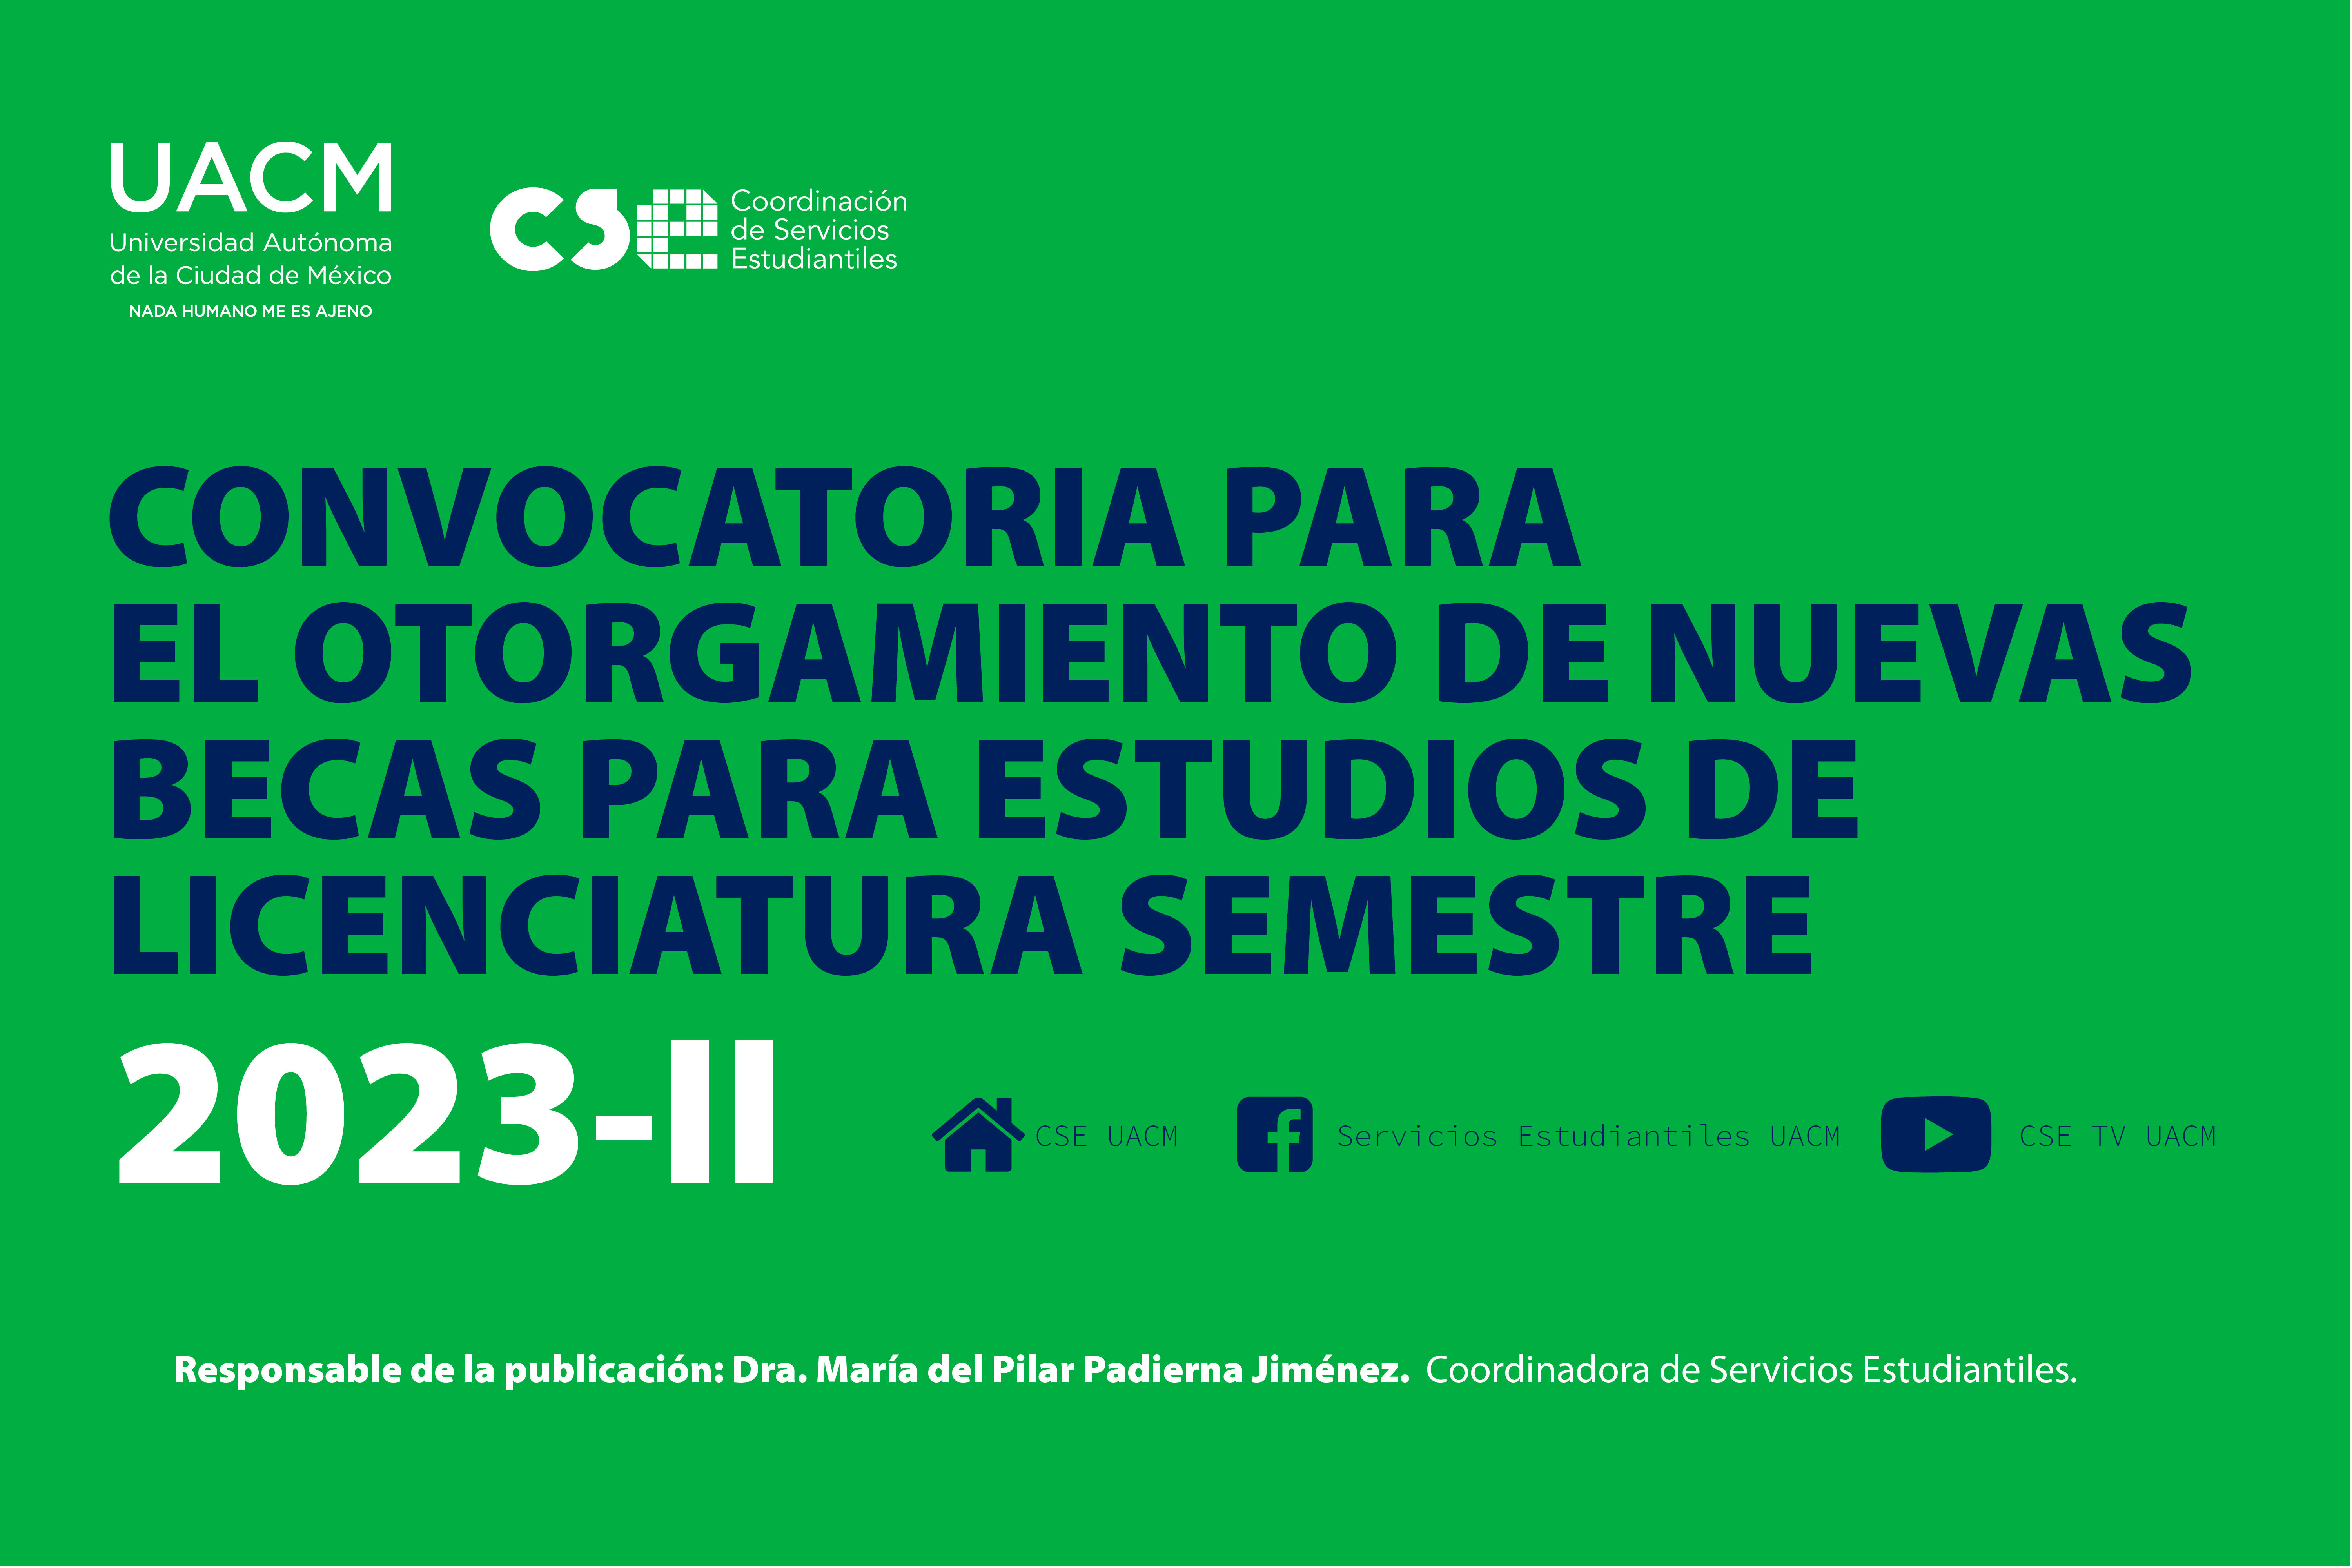 UACM
Universidad Autónoma
de la Ciudad de México
NADA HUMANO ME ES AJENO
cse
Coordinación
de Servicios
Estudiantiles
CONVOCATORIA PARA
EL OTORGAMIENTO DE NUEVAS
BECAS PARA ESTUDIOS DE
LICENCIATURA SEMESTRE
2023-II
CSE UACM
Servicios Estudiantiles UACM
CSE TV UACM
Responsable de la publicación: Dra. María del Pilar Padierna Jiménez. Coordinadora de Servicios Estudiantiles.